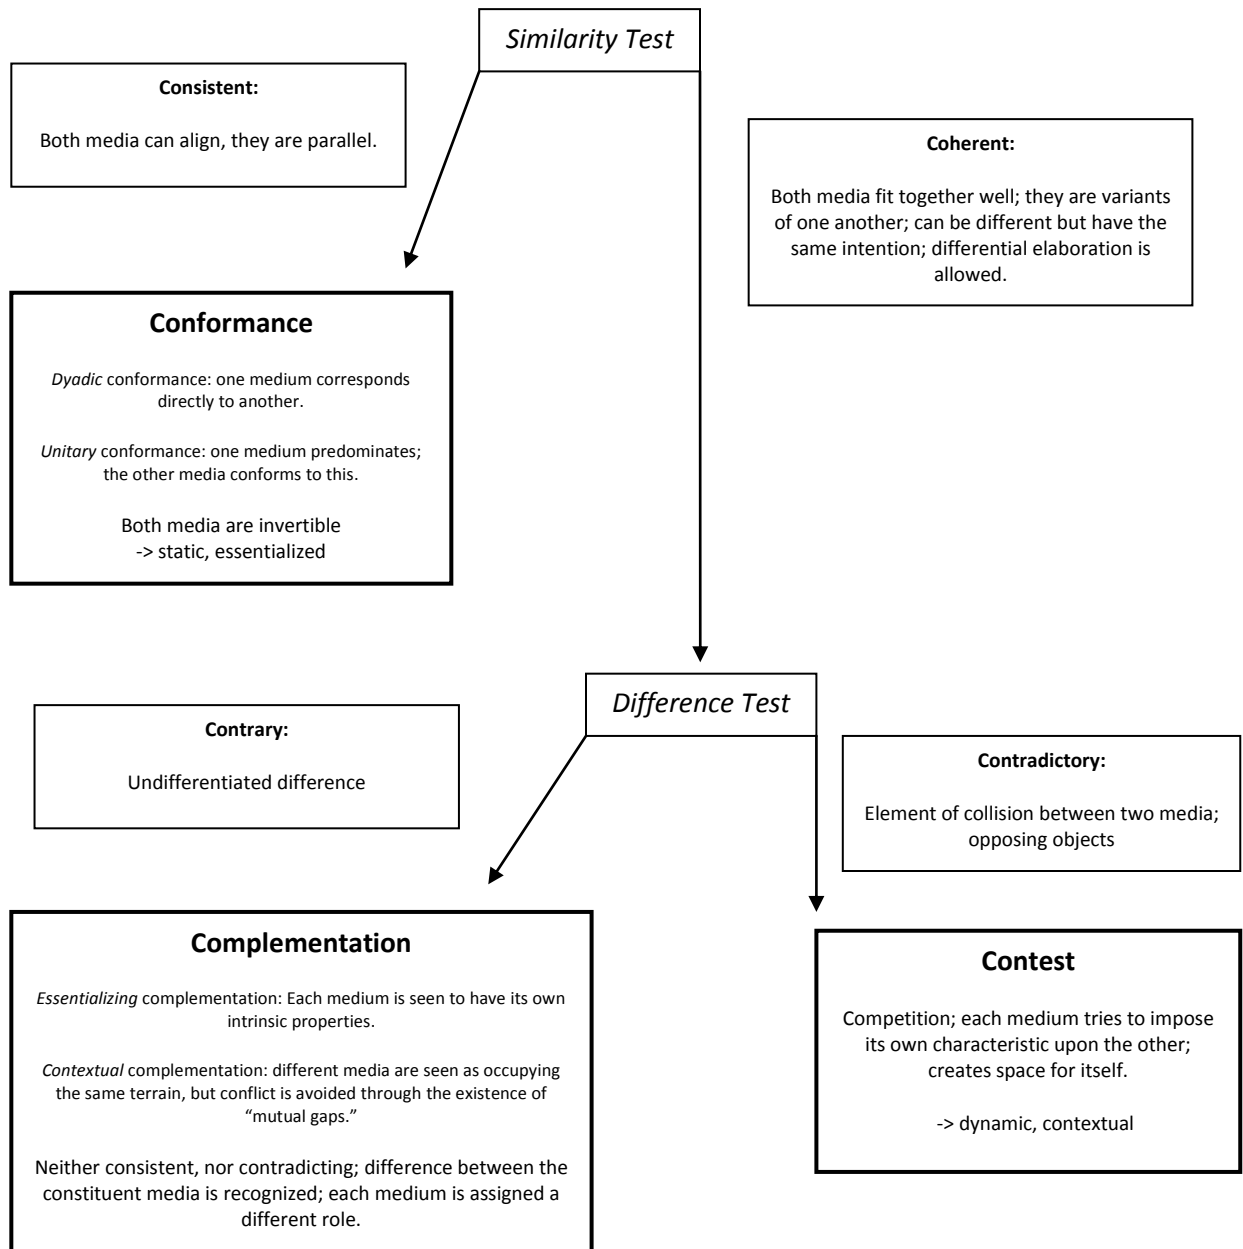 Similarity Test
Consistent:
Both media can align, they are parallel.
Coherent:
Both media fit together well; they are variants
of one another; can be different but have the
same intention; differential elaboration is
allowed.
Conformance
Dyadic conformance: one medium corresponds
directly to another.
Unitary conformance: one medium predominates;
the other media conforms to this.
Both media are invertible
-> static, essentialized
Difference Test
Contrary:
Undifferentiated difference
Contradictory:
Element of collision between two media;
opposing objects
Complementation
Essentializing complementation: Each medium is seen to have its own
intrinsic properties.
Contextual complementation: different media are seen as occupying
the same terrain, but conflict is avoided through the existence of
“mutual gaps.”
Neither consistent, nor contradicting; difference between the
constituent media is recognized; each medium is assigned a
different role.
Contest
Competition; each medium tries to impose
its own characteristic upon the other;
creates space for itself.
-> dynamic, contextual